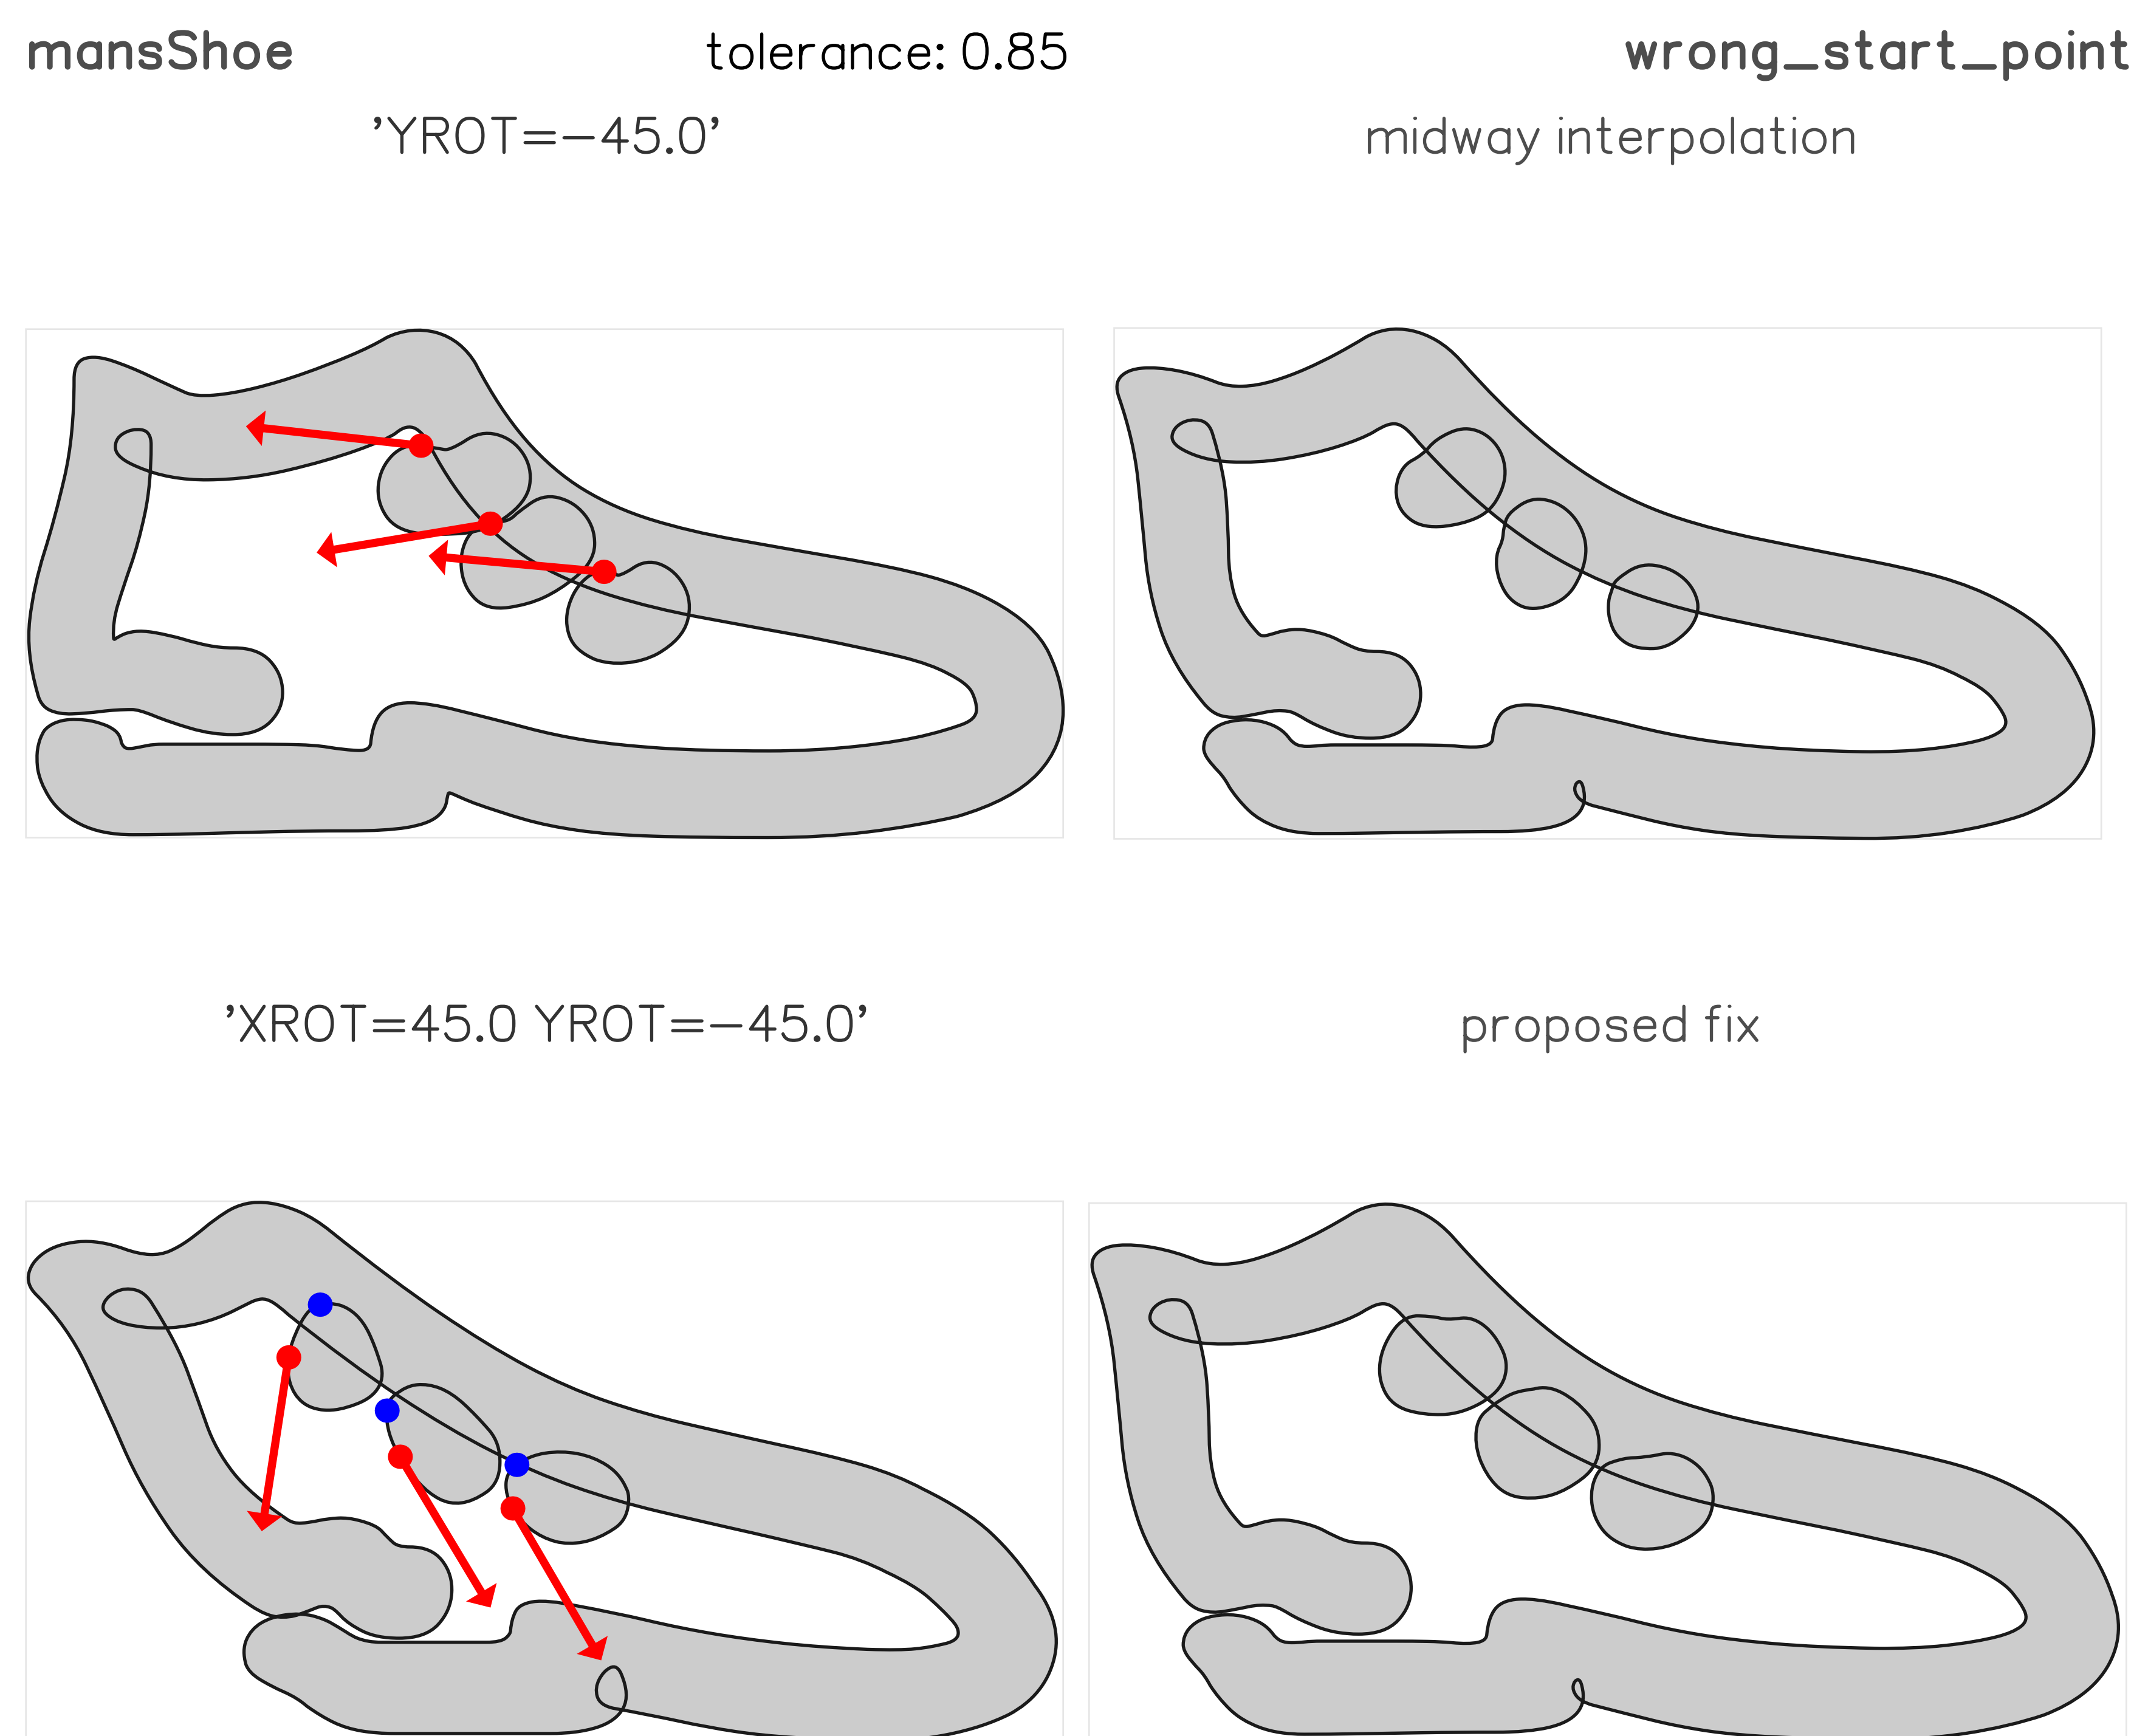 mansShoe tolerance: 0.85 wrong_start_point
'YROT=-45.0' midway interpolation
'XROT=45.0 YROT=-45.0' proposed fix